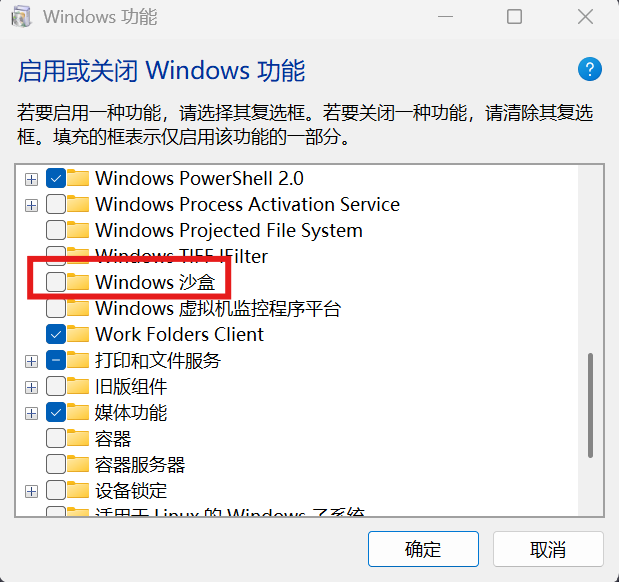 Windows 功能
启用或关闭 Windows 功能
?
若要启用一种功能，请选择其复选框。若要关闭一种功能，请清除其复选
框。填充的框表示仅启用该功能的一部分。
Windows PowerShell 2.0
Windows Process Activation Service
Windows Projected File System
Windows TIFF IFilter
Windows 沙盒
Windows 虚拟机监控程序平台
Work Folders Client
打印和文件服务
旧版组件
媒体功能
容器
容器服务器
设备锁定
适用于 Linux 的 Windows 子系统
确定
取消